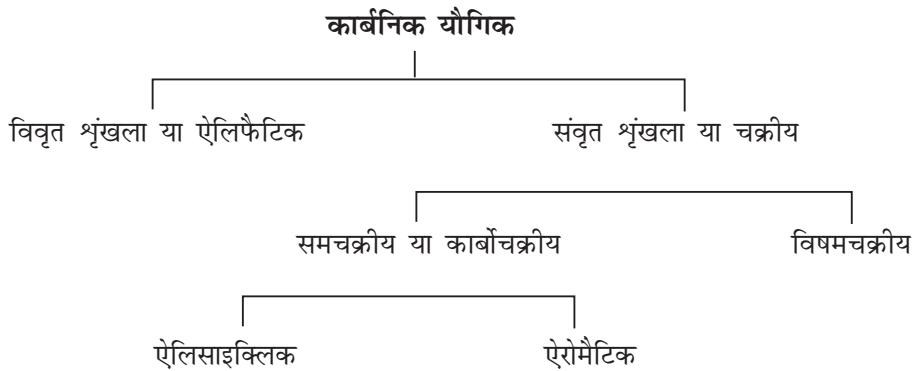 कार्बनिक यौगिक
विवृत शृंखला या ऐलिफैटिक संवृत शृंखला या चक्रीय
समचक्रीय या कार्बोचक्रीय विषमचक्रीय
ऐलिसाइक्लिक ऐरोमैटिक